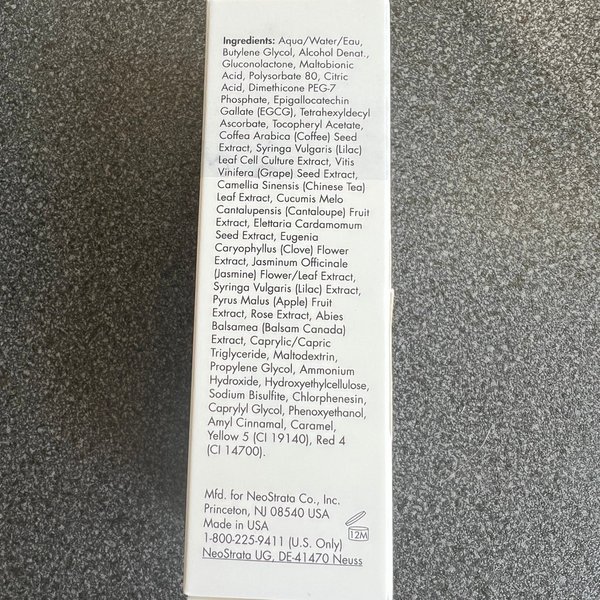 Ingredients: Aqua/Water/Eau,
Butylene Glycol, Alcohol Denat.,
Gluconolactone, Maltobionic
Acid, Polysorbate 80, Citric
Acid, Dimethicone PEG-7
Phosphate, Epigallocatechin
Gallate (EGCG), Tetrahexyldecyl
Ascorbate, Tocopheryl Acetate,
Coffea Arabica (Coffee) Seed
Extract, Syringa Vulgaris (Lilac)
Leaf Cell Culture Extract, Vitis
Vinifera (Grape) Seed Extract,
Camellia Sinensis (Chinese Tea)
Leaf Extract, Cucumis Melo
Cantalupensis (Cantaloupe) Fruit
Extract, Elettaria Cardamomum
Seed Extract, Eugenia
Caryophyllus (Clove) Flower
Extract, Jasminum Officinale
(Jasmine) Flower/Leaf Extract,
Syringa Vulgaris (Lilac) Extract,
Pyrus Malus (Apple) Fruit
Extract, Rose Extract, Abies
Balsamea (Balsam Canada)
Extract, Caprylic/Capric
Triglyceride, Maltodextrin,
Propylene Glycol, Ammonium
Hydroxide, Hydroxyethylcellulose,
Sodium Bisulfite, Chlorphenesin,
Caprylyl Glycol, Phenoxyethanol,
Amyl Cinnamal, Caramel,
Yellow 5 (CI 19140), Red 4
(CI 14700).
Mfd. for NeoStrata Co., Inc.
Princeton, NJ 08540 USA
Made in USA
1-800-225-9411 (U.S. Only)
NeoStrata UG, DE-41470 Neuss
12M